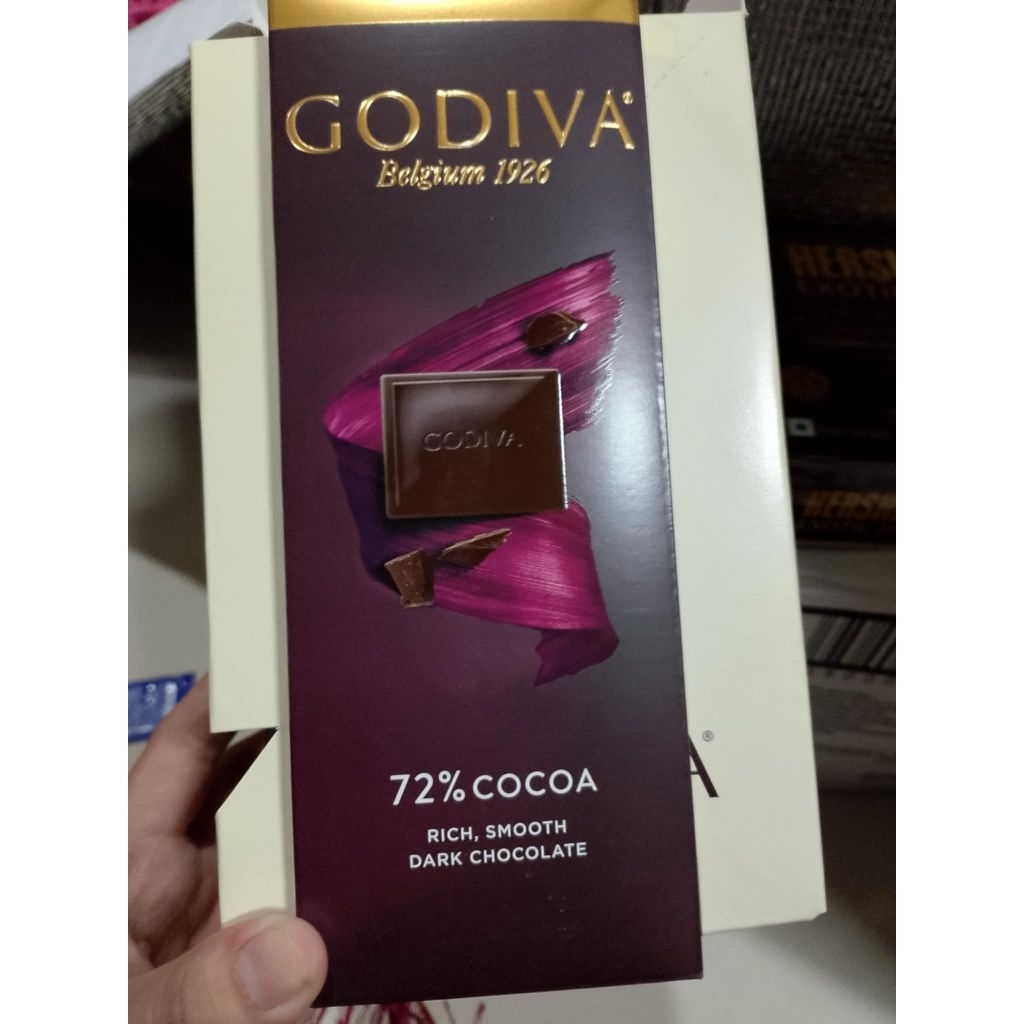 GODIVA®
Belgium 1926
GODIVA
72% COCOA
RICH, SMOOTH
DARK CHOCOLATE
A®